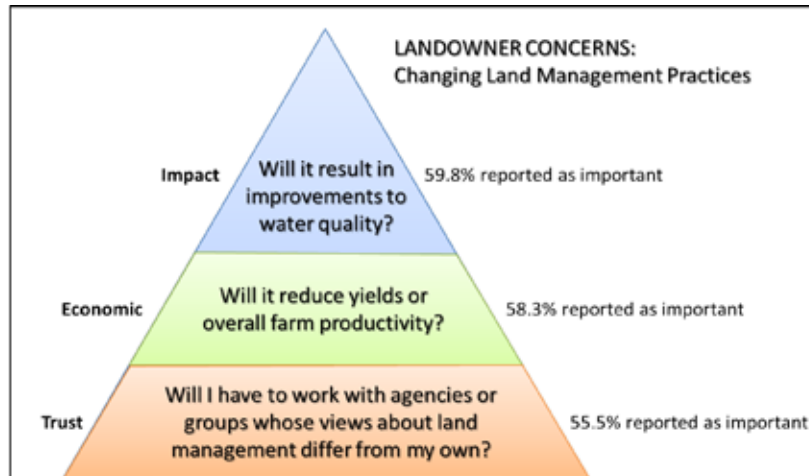 LANDOWNER CONCERNS:
Changing Land Management Practices
Impact
Will it result in
improvements to
water quality?
59.8% reported as important
Economic
Will it reduce yields or
overall farm productivity?
58.3% reported as important
Trust
Will I have to work with agencies or
groups whose views about land
management differ from my own?
55.5% reported as important